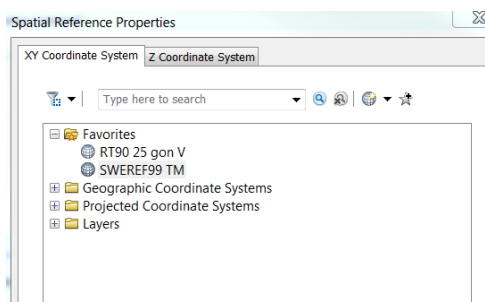 Spatial Reference Properties
XY Coordinate System Z Coordinate System
Type here to search
Favorites
RT90 25 gon V
SWEREF99 TM
Geographic Coordinate Systems
Projected Coordinate Systems
Layers